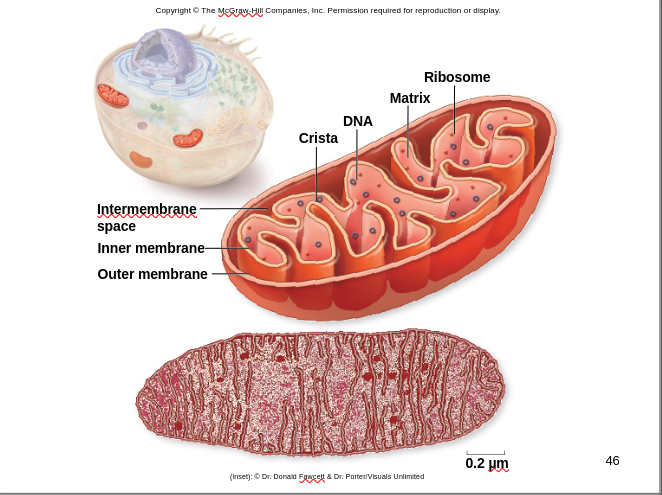 Copyright © The McGraw-Hill Companies, Inc. Permission required for reproduction or display.
Ribosome
Matrix
DNA
Crista
Intermembrane
space
Inner membrane
Outer membrane
0.2 µm
46
(inset): © Dr. Donald Fawcett & Dr. Porter/Visuals Unlimited